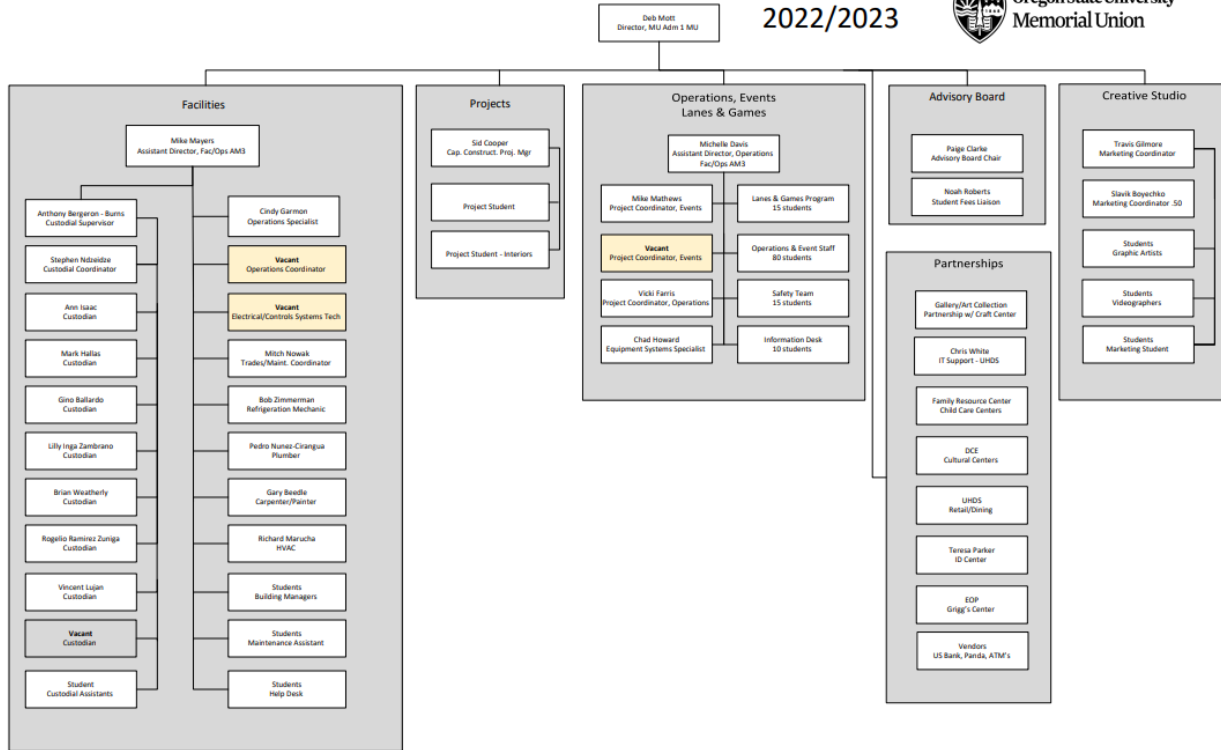 Deb Mott
Director, MU Adm 1 MU
2022/2023
Oregon State University
Memorial Union
Facilities
Mike Mayers
Assistant Director, Fac/Ops AM3
Anthony Bergeron - Burns
Custodial Supervisor
Stephen Ndzeidze
Custodial Coordinator
Ann Isaac
Custodian
Mark Hallas
Custodian
Gino Ballardo
Custodian
Lilly Inga Zambrano
Custodian
Brian Weatherly
Custodian
Rogelio Ramirez Zuniga
Custodian
Vincent Lujan
Custodian
Vacant
Custodian
Student
Custodial Assistants
Cindy Garmon
Operations Specialist
Vacant
Operations Coordinator
Vacant
Electrical/Controls Systems Tech
Mitch Nowak
Trades/Maint. Coordinator
Bob Zimmerman
Refrigeration Mechanic
Pedro Nunez-Cirangua
Plumber
Gary Beedle
Carpenter/Painter
Richard Marucha
HVAC
Students
Building Managers
Students
Maintenance Assistant
Students
Help Desk
Projects
Sid Cooper
Cap. Construct. Proj. Mgr
Project Student
Project Student - Interiors
Operations, Events
Lanes & Games
Michelle Davis
Assistant Director, Operations
Fac/Ops AM3
Mike Mathews
Project Coordinator, Events
Vacant
Project Coordinator, Events
Vicki Farris
Project Coordinator, Operations
Chad Howard
Equipment Systems Specialist
Lanes & Games Program
15 students
Operations & Event Staff
80 students
Safety Team
15 students
Information Desk
10 students
Advisory Board
Paige Clarke
Advisory Board Chair
Noah Roberts
Student Fees Liaison
Partnerships
Gallery/Art Collection
Partnership w/ Craft Center
Chris White
IT Support - UHDS
Family Resource Center
Child Care Centers
DCE
Cultural Centers
UHDS
Retail/Dining
Teresa Parker
ID Center
EOP
Grigg's Center
Vendors
US Bank, Panda, ATM's
Creative Studio
Travis Gilmore
Marketing Coordinator
Slavik Boyechko
Marketing Coordinator .50
Students
Graphic Artists
Students
Videographers
Students
Marketing Student